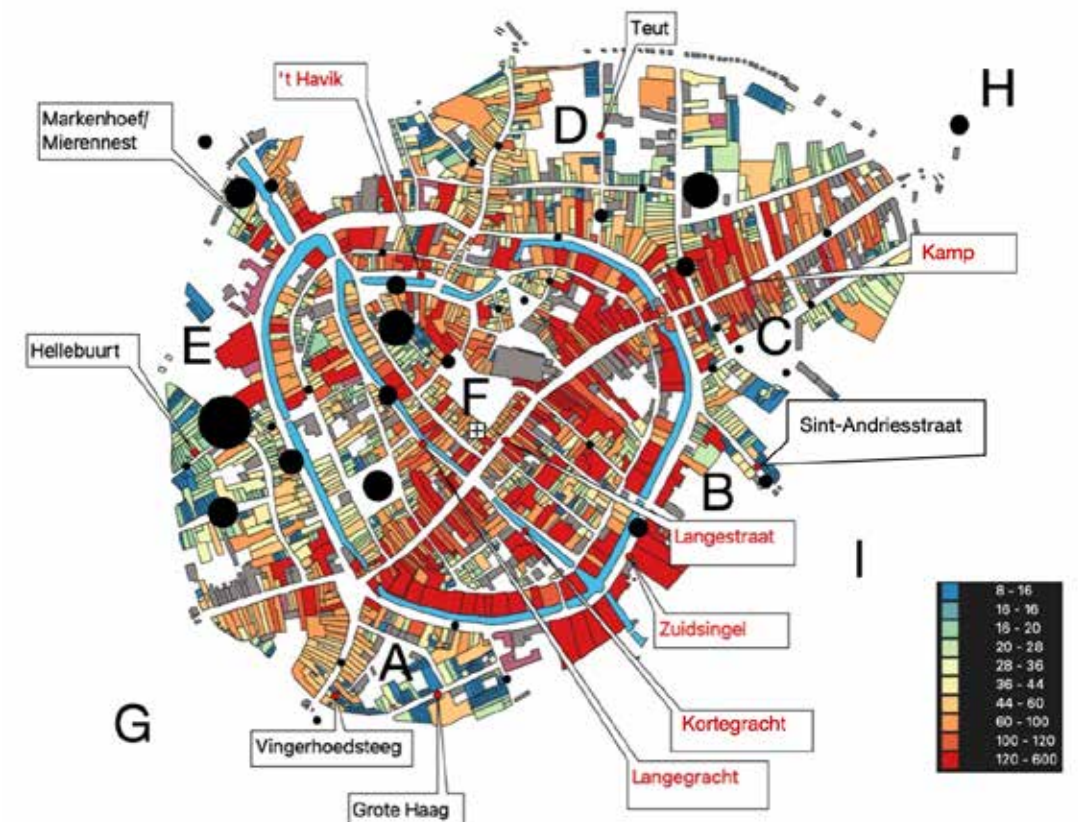 Teut
H
't Havik
Markenhoef/
Mierennest
D
Kamp
E
C
Hellebuurt
F
Sint-Andriesstraat
B
Langestraat
I
8 - 16
16 - 16
16 - 20
20 - 28
28 - 36
36 - 44
44 - 60
60 - 100
100 - 120
120 - 600
Zuidsingel
A
G
Kortegracht
Vingerhoedsteeg
Langegracht
Grote Haag